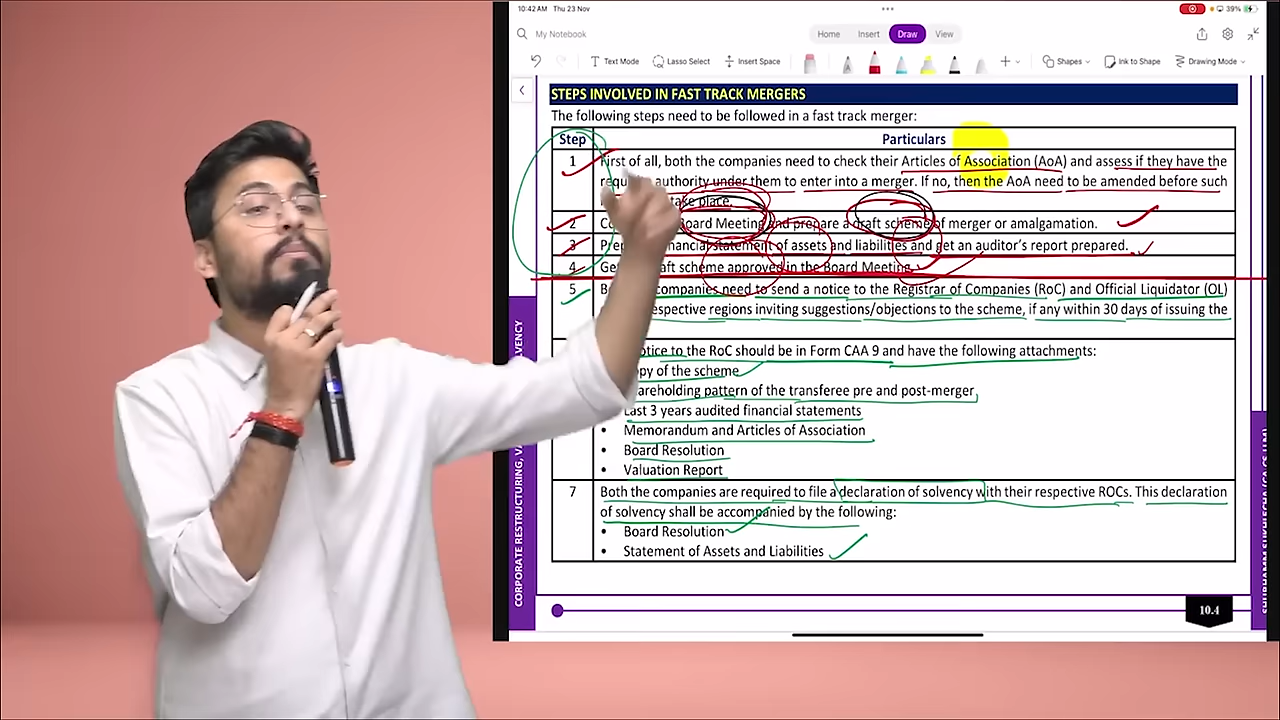 10:42 AM Thu 23 Nov
39%
My Notebook
Home Insert Draw View
Text Mode Lasso Select Insert Space Shapes Ink to Shape Drawing Mode
STEPS INVOLVED IN FAST TRACK MERGERS
The following steps need to be followed in a fast track merger:
Step Particulars
1 First of all, both the companies need to check their Articles of Association (AoA) and assess if they have the
authority under them to enter into a merger. If no, then the AoA need to be amended before such
take place.
2 Board Meeting and prepare a draft scheme of merger or amalgamation.
3 statement of assets and liabilities and get an auditor's report prepared.
4 scheme approved in the Board Meeting.
5 companies need to send a notice to the Registrar of Companies (RoC) and Official Liquidator (OL)
respective regions inviting suggestions/objections to the scheme, if any within 30 days of issuing the
to the RoC should be in Form CAA 9 and have the following attachments:
of the scheme
pattern of the transferee pre and post-merger
• Last 3 years audited financial statements
• Memorandum and Articles of Association
• Board Resolution
• Valuation Report
7 Both the companies are required to file a declaration of solvency with their respective ROCs. This declaration
of solvency shall be accompanied by the following:
• Board Resolution
• Statement of Assets and Liabilities
10.4
CORPORATE RESTRUCTURING,